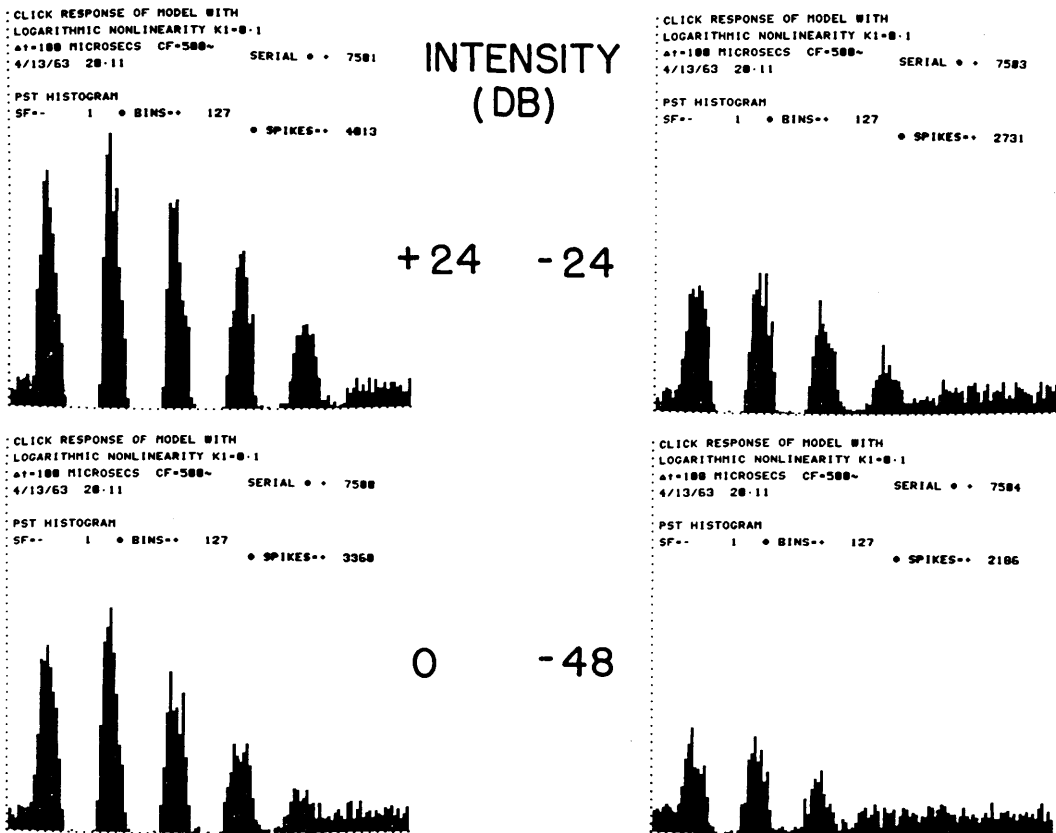 CLICK RESPONSE OF MODEL WITH
LOGARITHMIC NONLINEARITY K1=0.1
Δt=100 MICROSECS CF=500~
4/13/63 20.11
SERIAL • + 7501
PST HISTOGRAM
SF=- 1 • BINS=+ 127
• SPIKES=+ 4013
INTENSITY
(DB)
CLICK RESPONSE OF MODEL WITH
LOGARITHMIC NONLINEARITY K1=0.1
Δt=100 MICROSECS CF=500~
4/13/63 20.11
SERIAL • + 7503
PST HISTOGRAM
SF=- 1 • BINS=+ 127
• SPIKES=+ 2731
+24 -24
CLICK RESPONSE OF MODEL WITH
LOGARITHMIC NONLINEARITY K1=0.1
Δt=100 MICROSECS CF=500~
4/13/63 20.11
SERIAL • + 7500
PST HISTOGRAM
SF=- 1 • BINS=+ 127
• SPIKES=+ 3360
CLICK RESPONSE OF MODEL WITH
LOGARITHMIC NONLINEARITY K1=0.1
Δt=100 MICROSECS CF=500~
4/13/63 20.11
SERIAL • + 7504
PST HISTOGRAM
SF=- 1 • BINS=+ 127
• SPIKES=+ 2186
0 -48